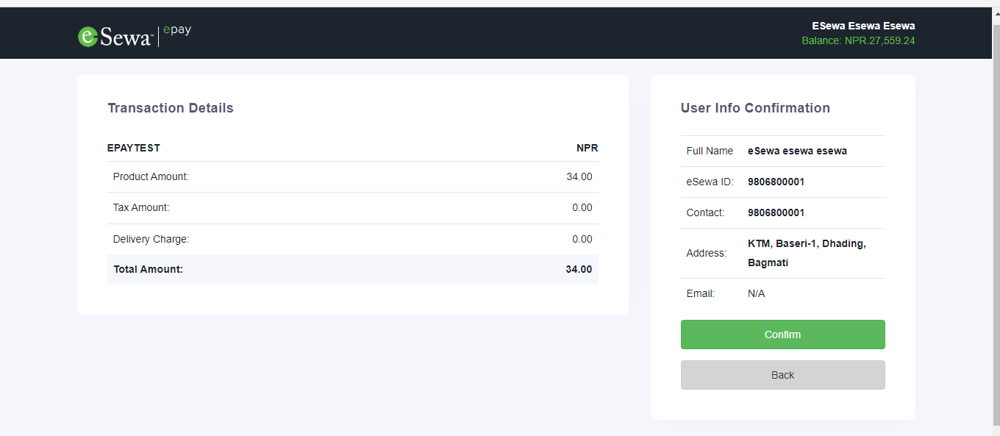 eSewa™ epay
ESewa Esewa Esewa
Balance: NPR.27,559.24
Transaction Details
EPAYTEST NPR
Product Amount: 34.00
Tax Amount: 0.00
Delivery Charge: 0.00
Total Amount: 34.00
User Info Confirmation
Full Name eSewa esewa esewa
eSewa ID: 9806800001
Contact: 9806800001
Address: KTM, Baseri-1, Dhading,
Bagmati
Email: N/A
Confirm
Back